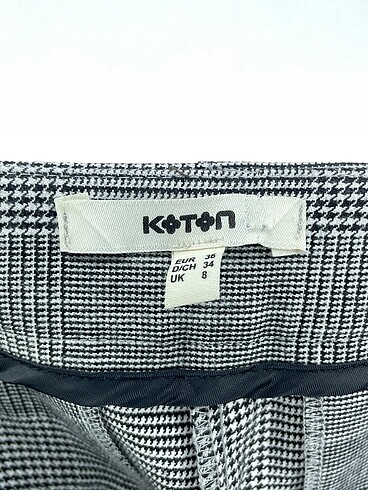 KOTON
EUR 36
D/CH 34
UK 8